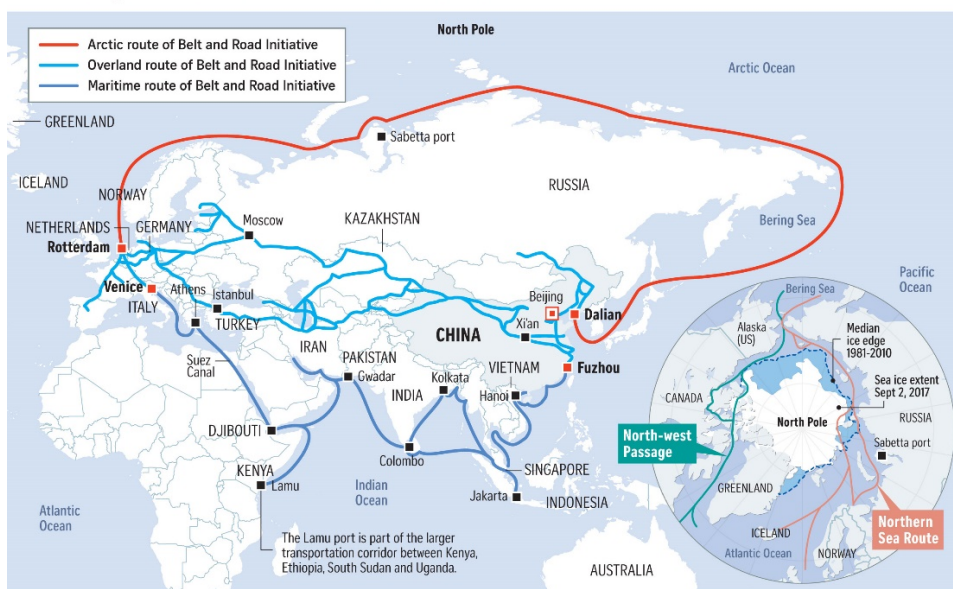 North Pole
Arctic route of Belt and Road Initiative
Overland route of Belt and Road Initiative
Maritime route of Belt and Road Initiative
Arctic Ocean
GREENLAND
Sabetta port
ICELAND
NORWAY
RUSSIA
NETHERLANDS
GERMANY
Moscow
KAZAKHSTAN
Bering Sea
Rotterdam
Pacific
Ocean
Venice
Athens
Istanbul
ITALY
TURKEY
Beijing
Dalian
CHINA
Xi'an
Suez
Canal
IRAN
PAKISTAN
Gwadar
Kolkata
VIETNAM
Fuzhou
INDIA
Hanoi
DJIBOUTI
Colombo
SINGAPORE
KENYA
Lamu
Indian
Ocean
Jakarta
INDONESIA
Atlantic
Ocean
The Lamu port is part of the larger
transportation corridor between Kenya,
Ethiopia, South Sudan and Uganda.
AUSTRALIA
Bering Sea
Alaska
(US)
Median
ice edge
1981-2010
Sea ice extent
Sept 2, 2017
CANADA
North Pole
RUSSIA
North-west
Passage
Sabetta port
GREENLAND
ICELAND
Northern
Sea Route
Atlantic Ocean
NORWAY